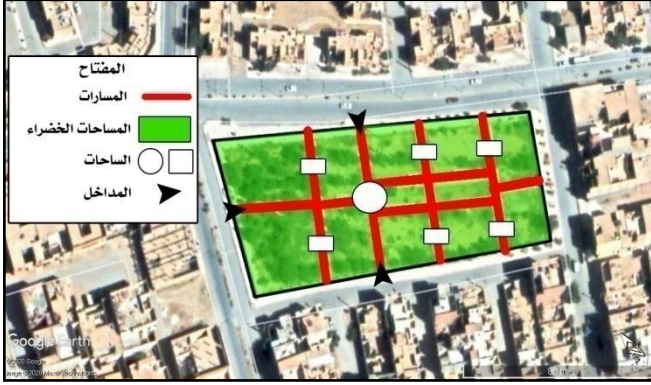 المفتاح
المسارات
المساحات الخضراء
الساحات
المداخل
Google Earth